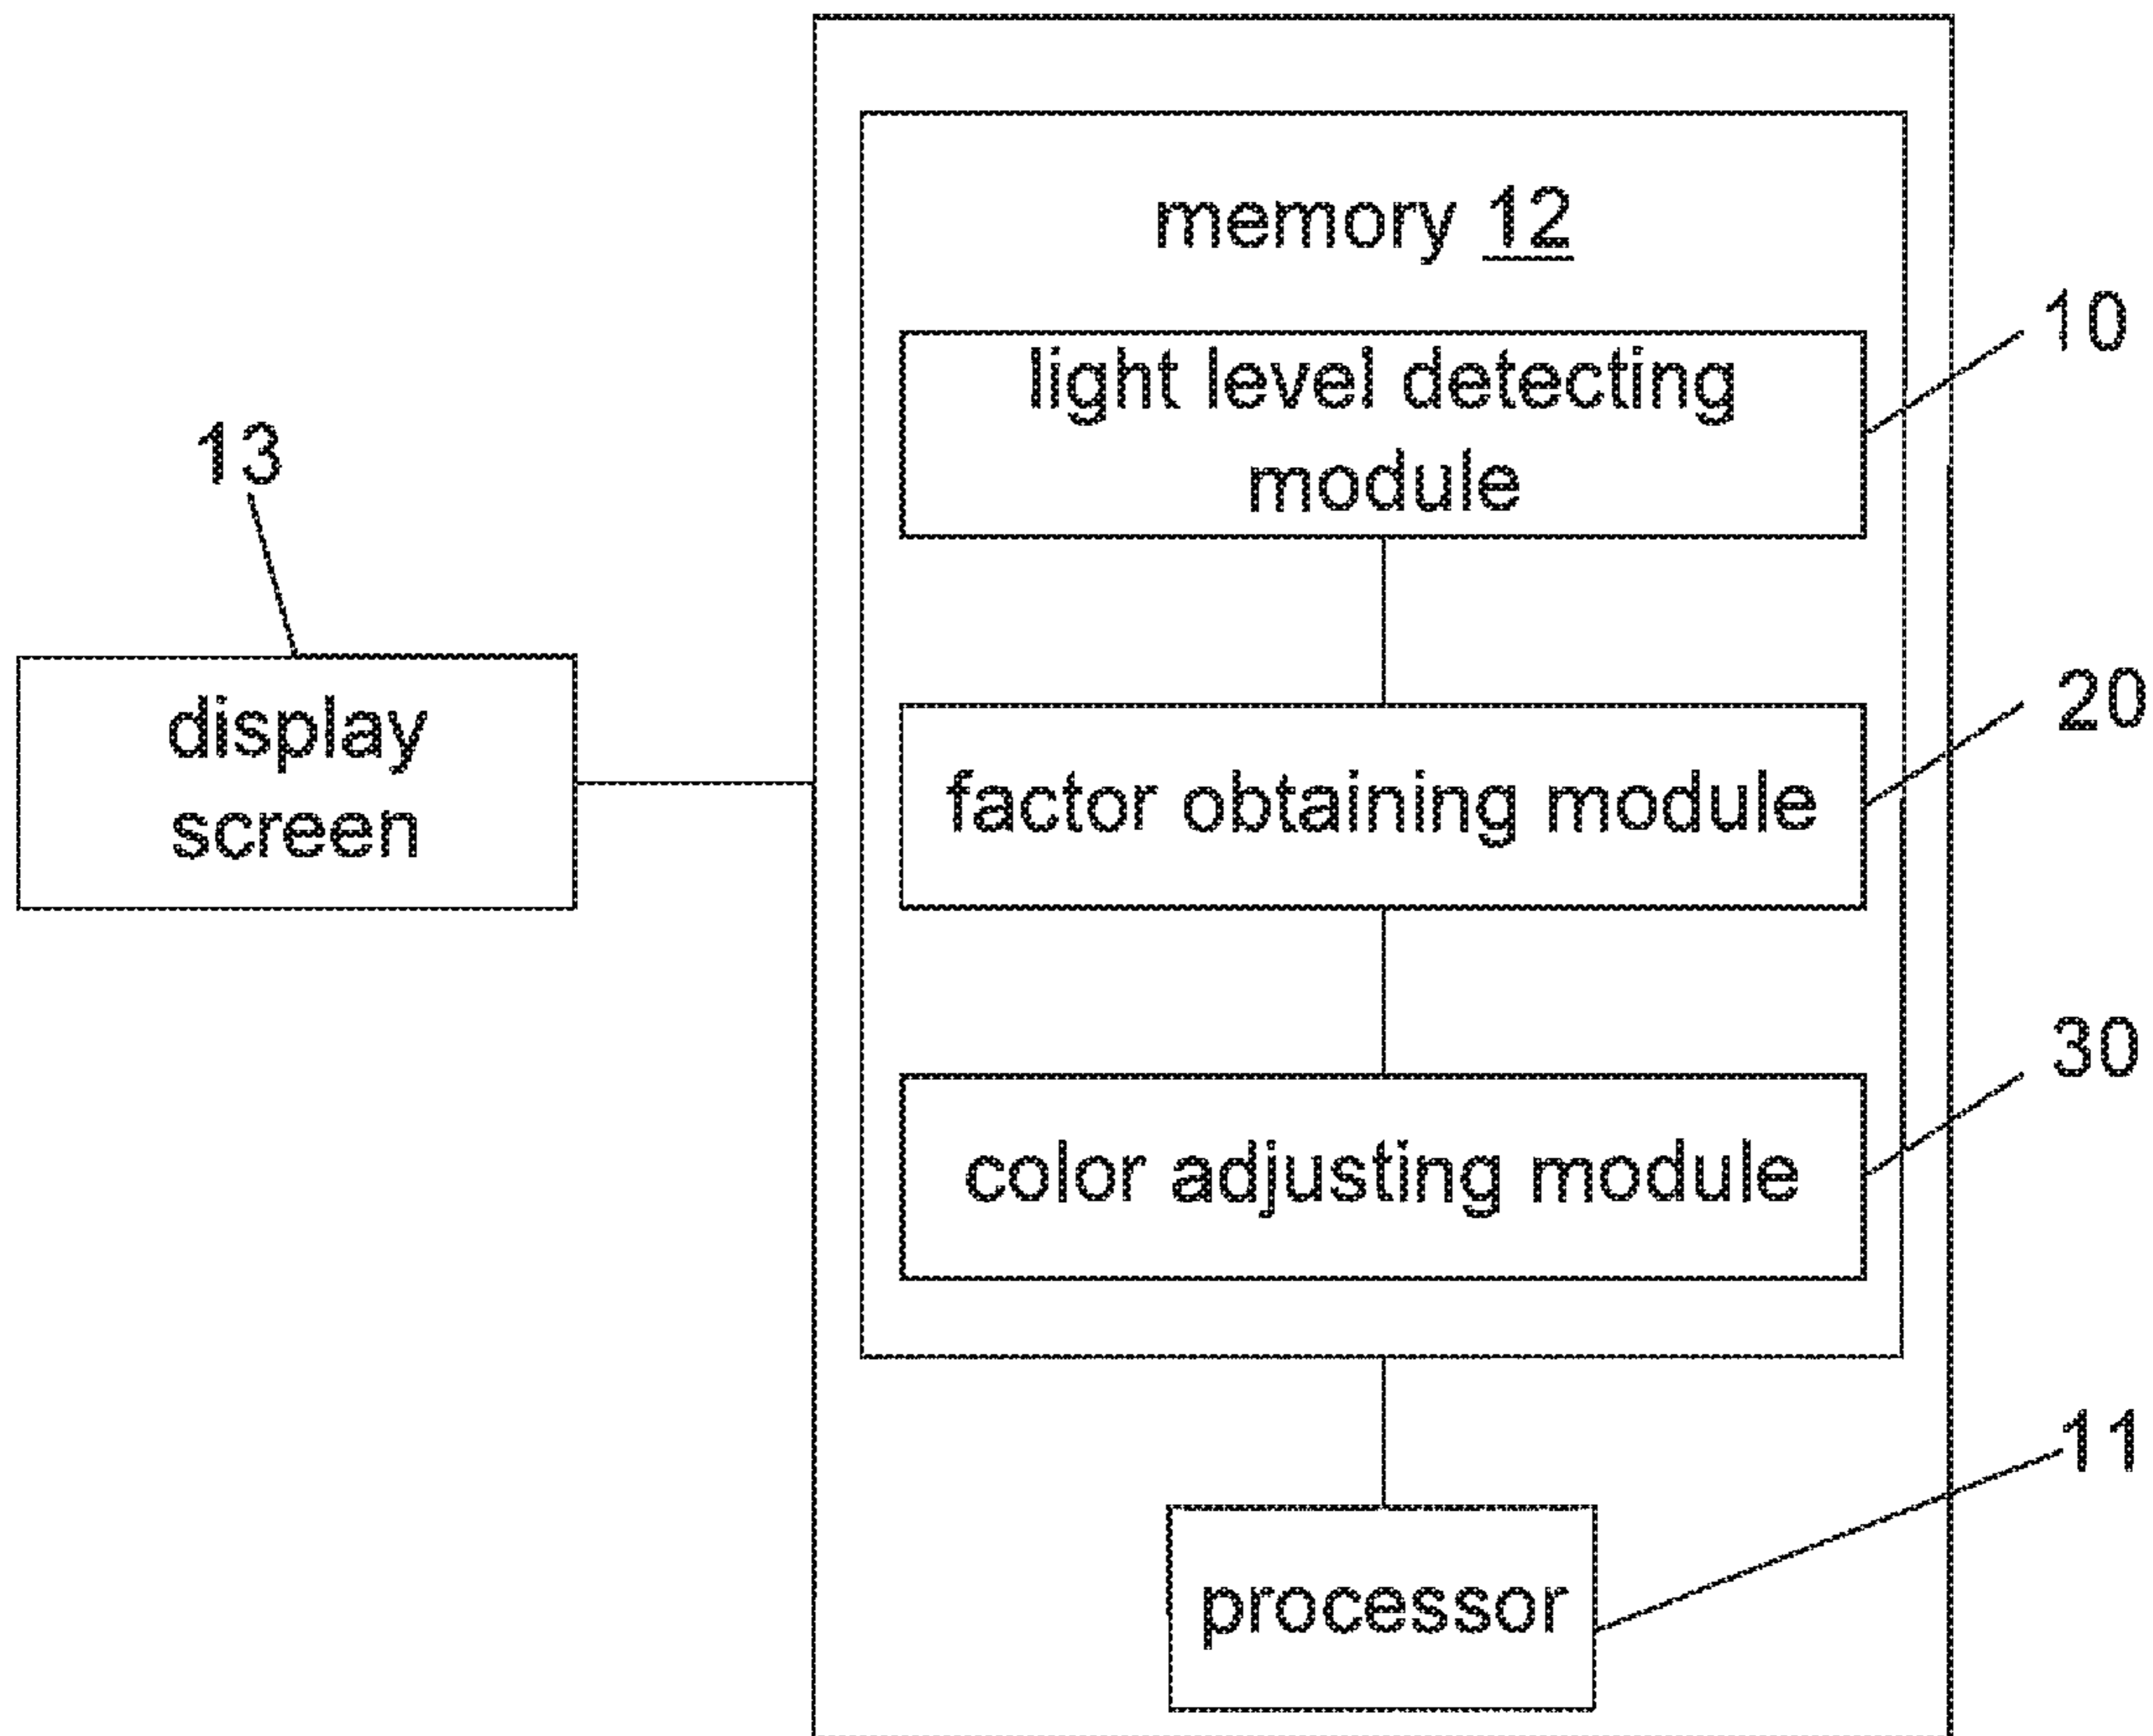 memory 12
10
light level detecting
module
13
20
display
screen
factor obtaining module
30
color adjusting module
11
processor